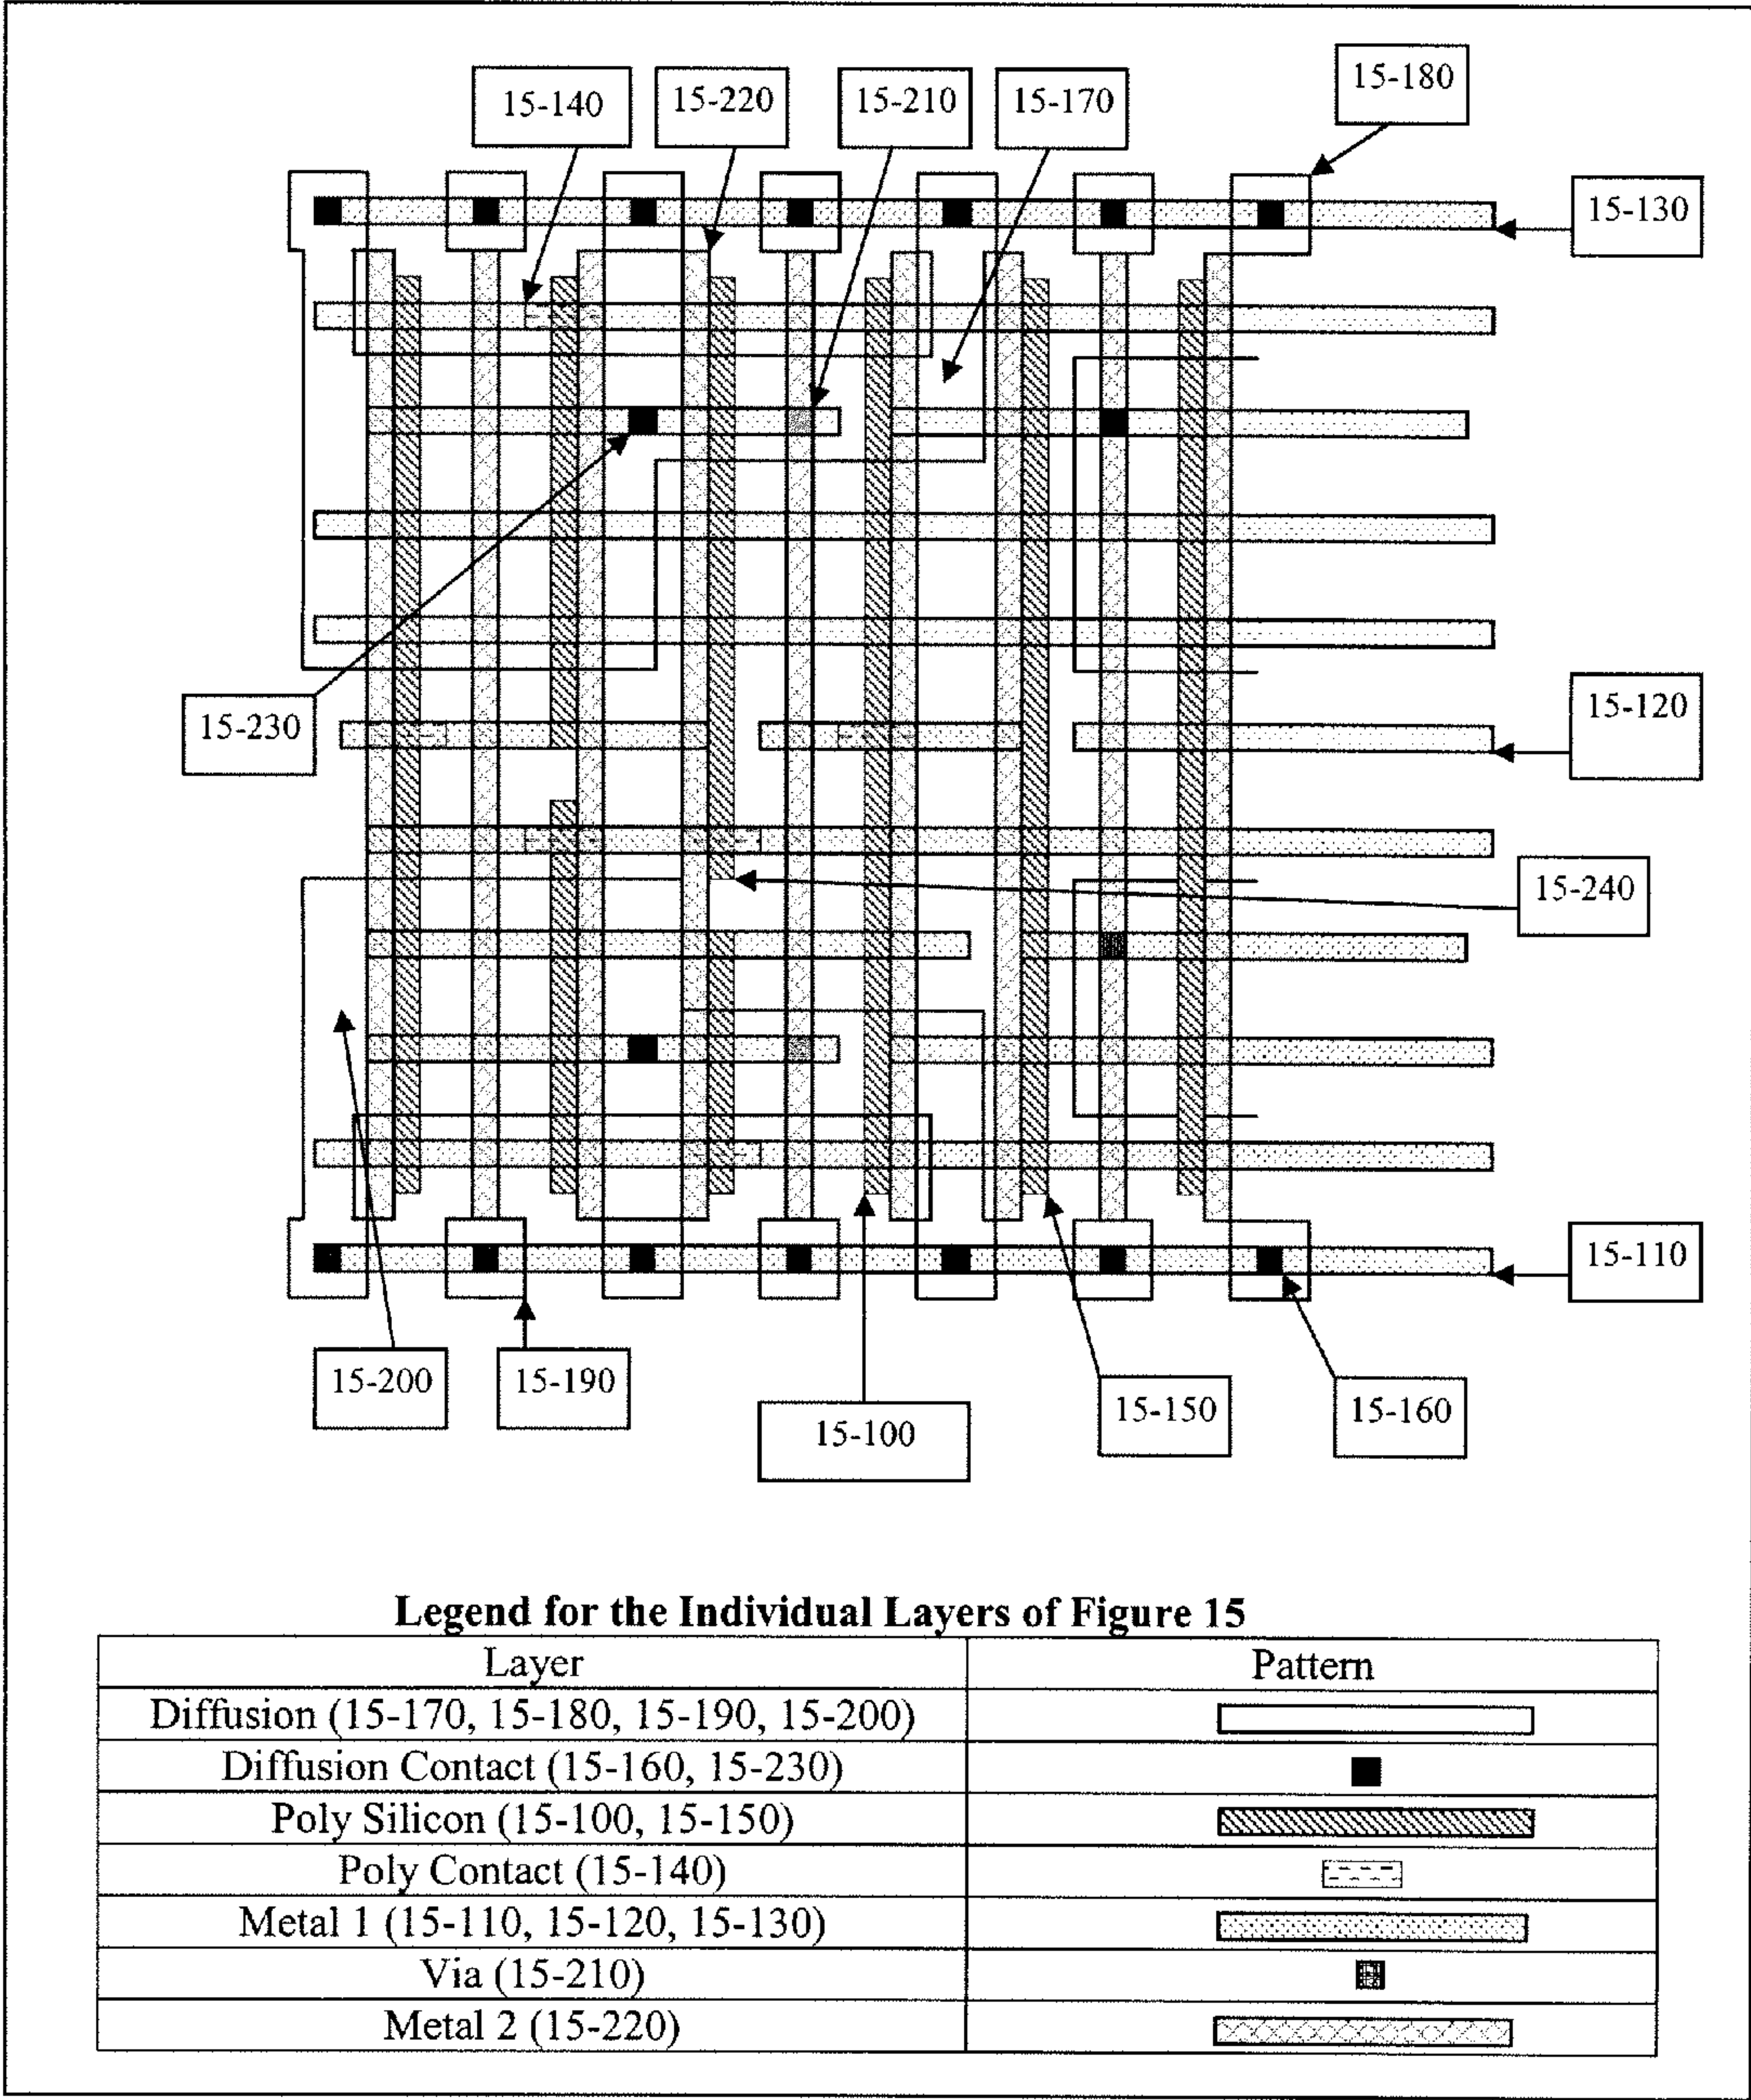 15-140
15-220
15-210
15-170
15-180
15-130
15-230
15-120
15-240
15-200
15-190
15-100
15-150
15-160
15-110
Legend for the Individual Layers of Figure 15
Layer Pattern
Diffusion (15-170, 15-180, 15-190, 15-200)
Diffusion Contact (15-160, 15-230)
Poly Silicon (15-100, 15-150)
Poly Contact (15-140)
Metal 1 (15-110, 15-120, 15-130)
Via (15-210)
Metal 2 (15-220)